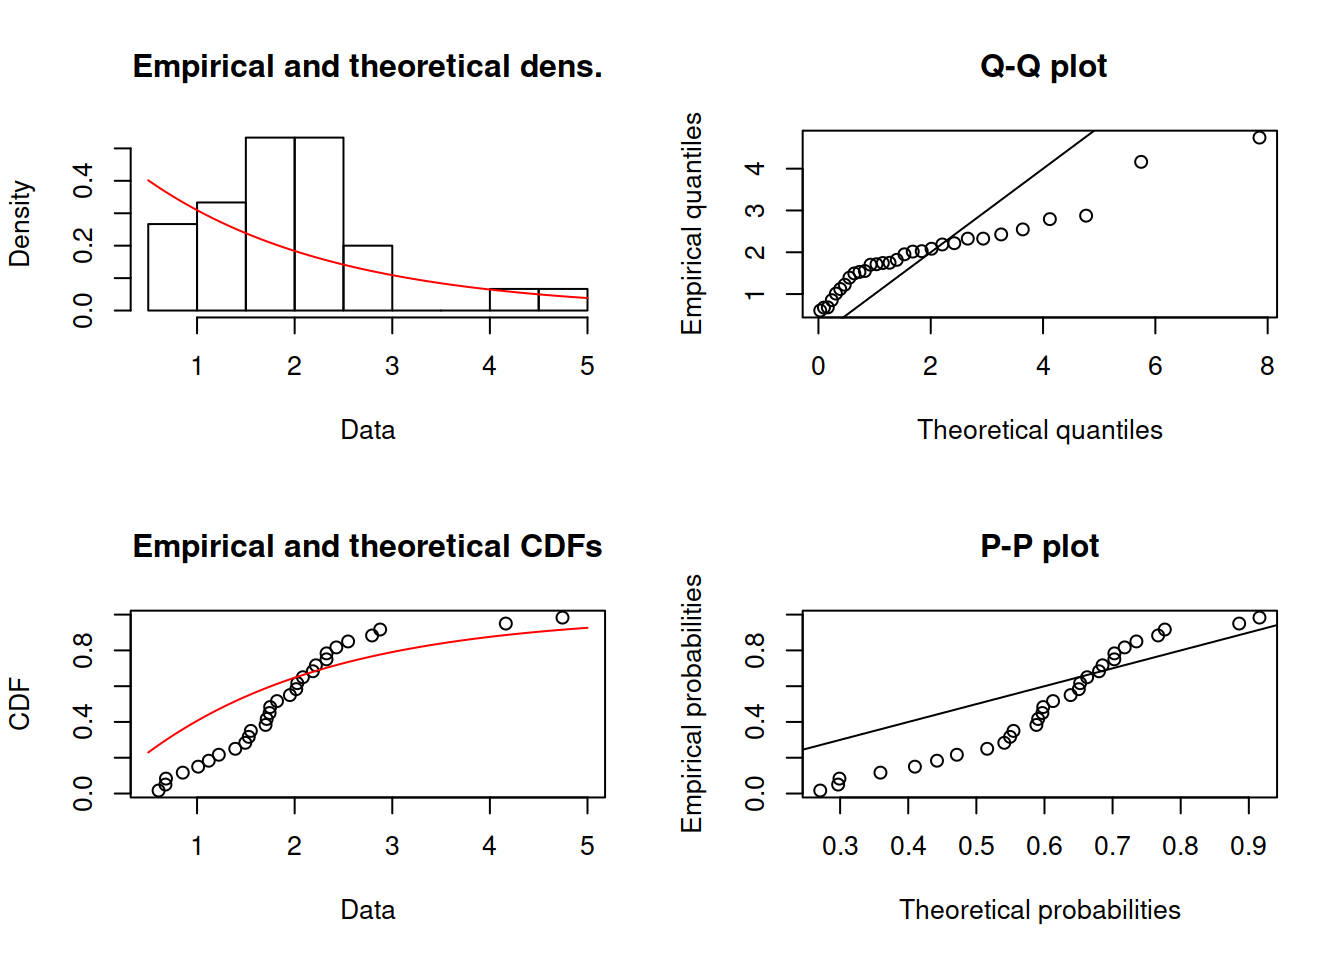 Empirical and theoretical dens.
Density
0.0 0.2 0.4
1 2 3 4 5
Data
Q-Q plot
Empirical quantiles
1 2 3 4
0 2 4 6 8
Theoretical quantiles
Empirical and theoretical CDFs
CDF
0.0 0.4 0.8
1 2 3 4 5
Data
P-P plot
Empirical probabilities
0.0 0.4 0.8
0.3 0.4 0.5 0.6 0.7 0.8 0.9
Theoretical probabilities